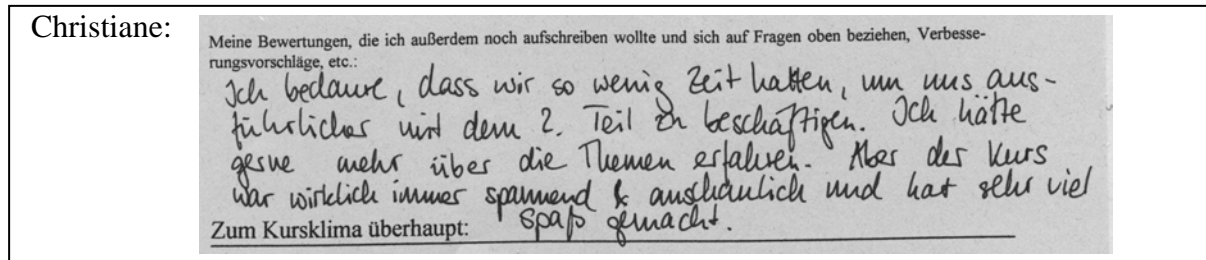 Christiane:
Meine Bewertungen, die ich außerdem noch aufschreiben wollte und sich auf Fragen oben beziehen, Verbesse-
rungsvorschläge, etc.:
Ich bedaure, dass wir so wenig Zeit hatten, um uns aus-
führlicher mit dem 2. Teil zu beschäftigen. Ich hätte
gerne mehr über die Themen erfahren. Aber der Kurs
war wirklich immer spannend & anschaulich und hat sehr viel
Spaß gemacht.
Zum Kursklima überhaupt: